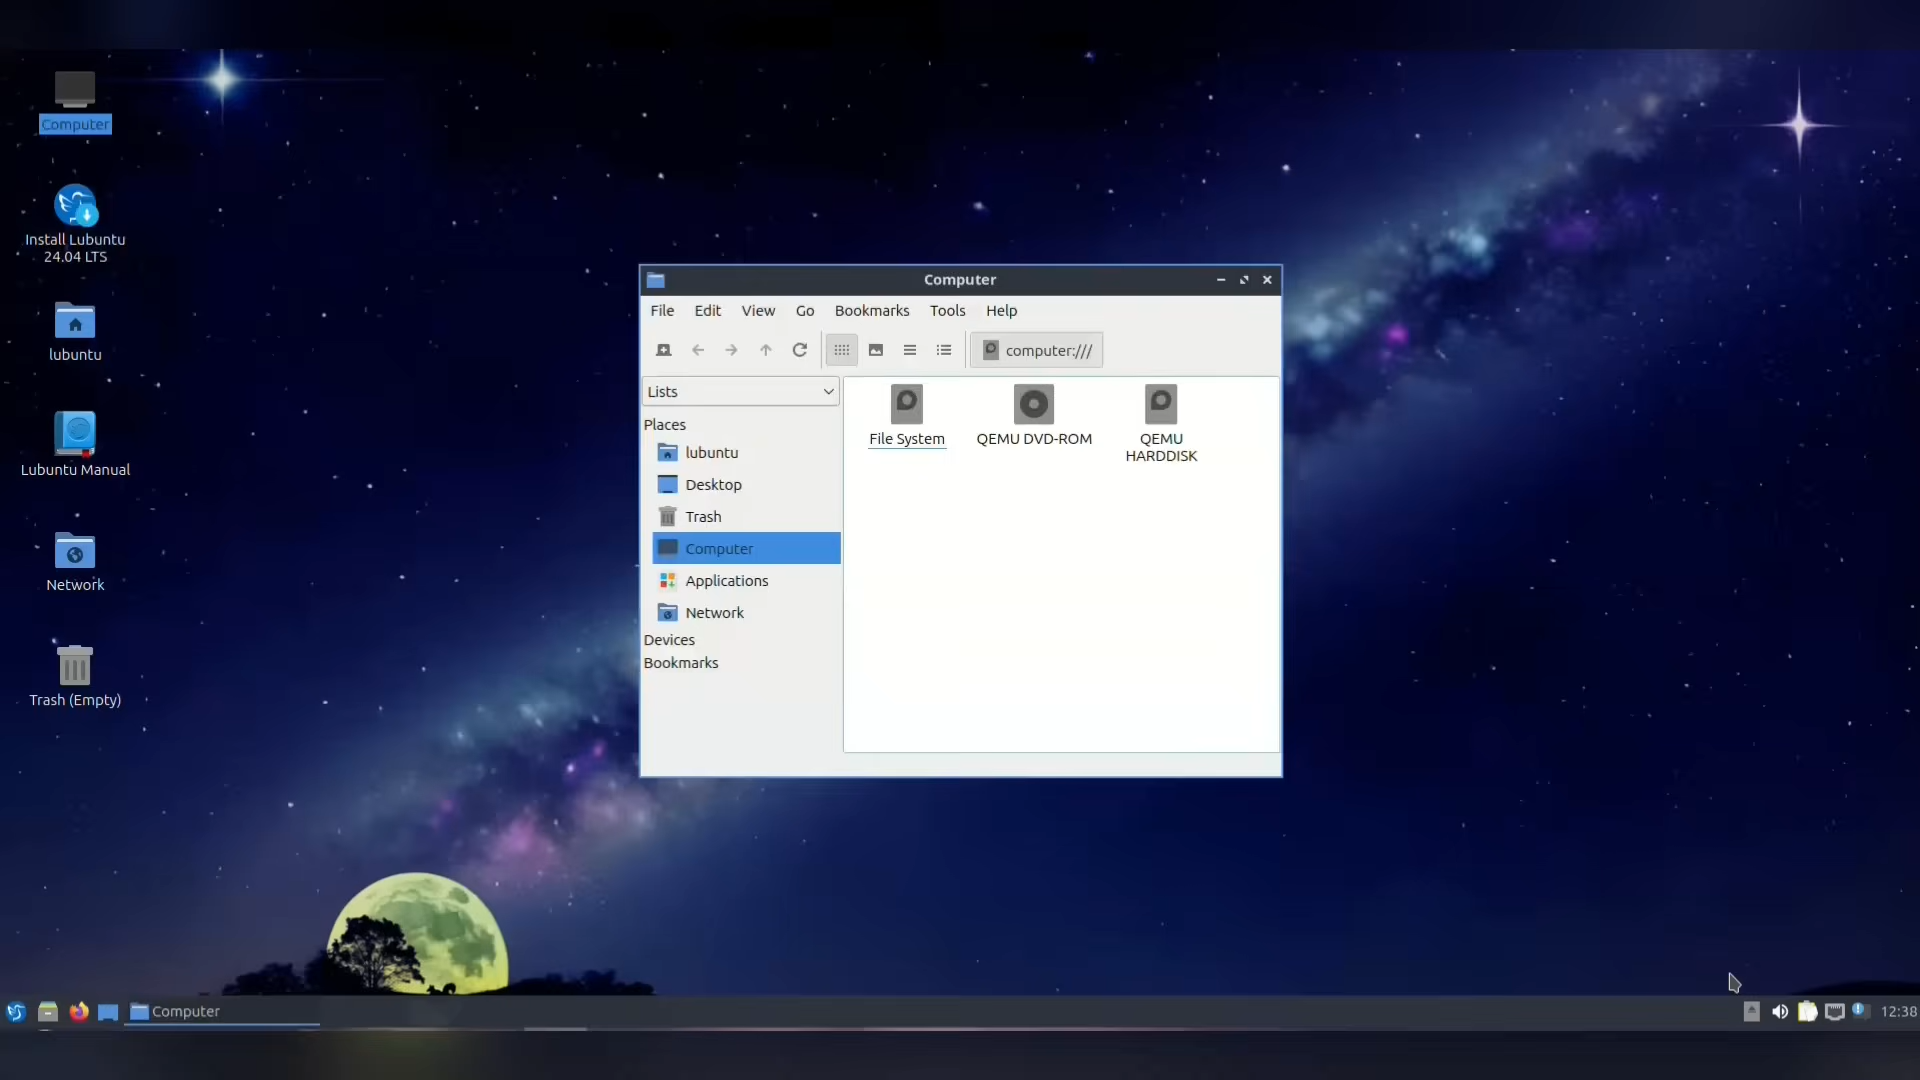 Computer
Install Lubuntu
24.04 LTS
lubuntu
Lubuntu Manual
Network
Trash (Empty)
Computer
File Edit View Go Bookmarks Tools Help
computer:///
Lists
Places
lubuntu
Desktop
Trash
Computer
Applications
Network
Devices
Bookmarks
File System
QEMU DVD-ROM
QEMU
HARDDISK
Computer
12:38